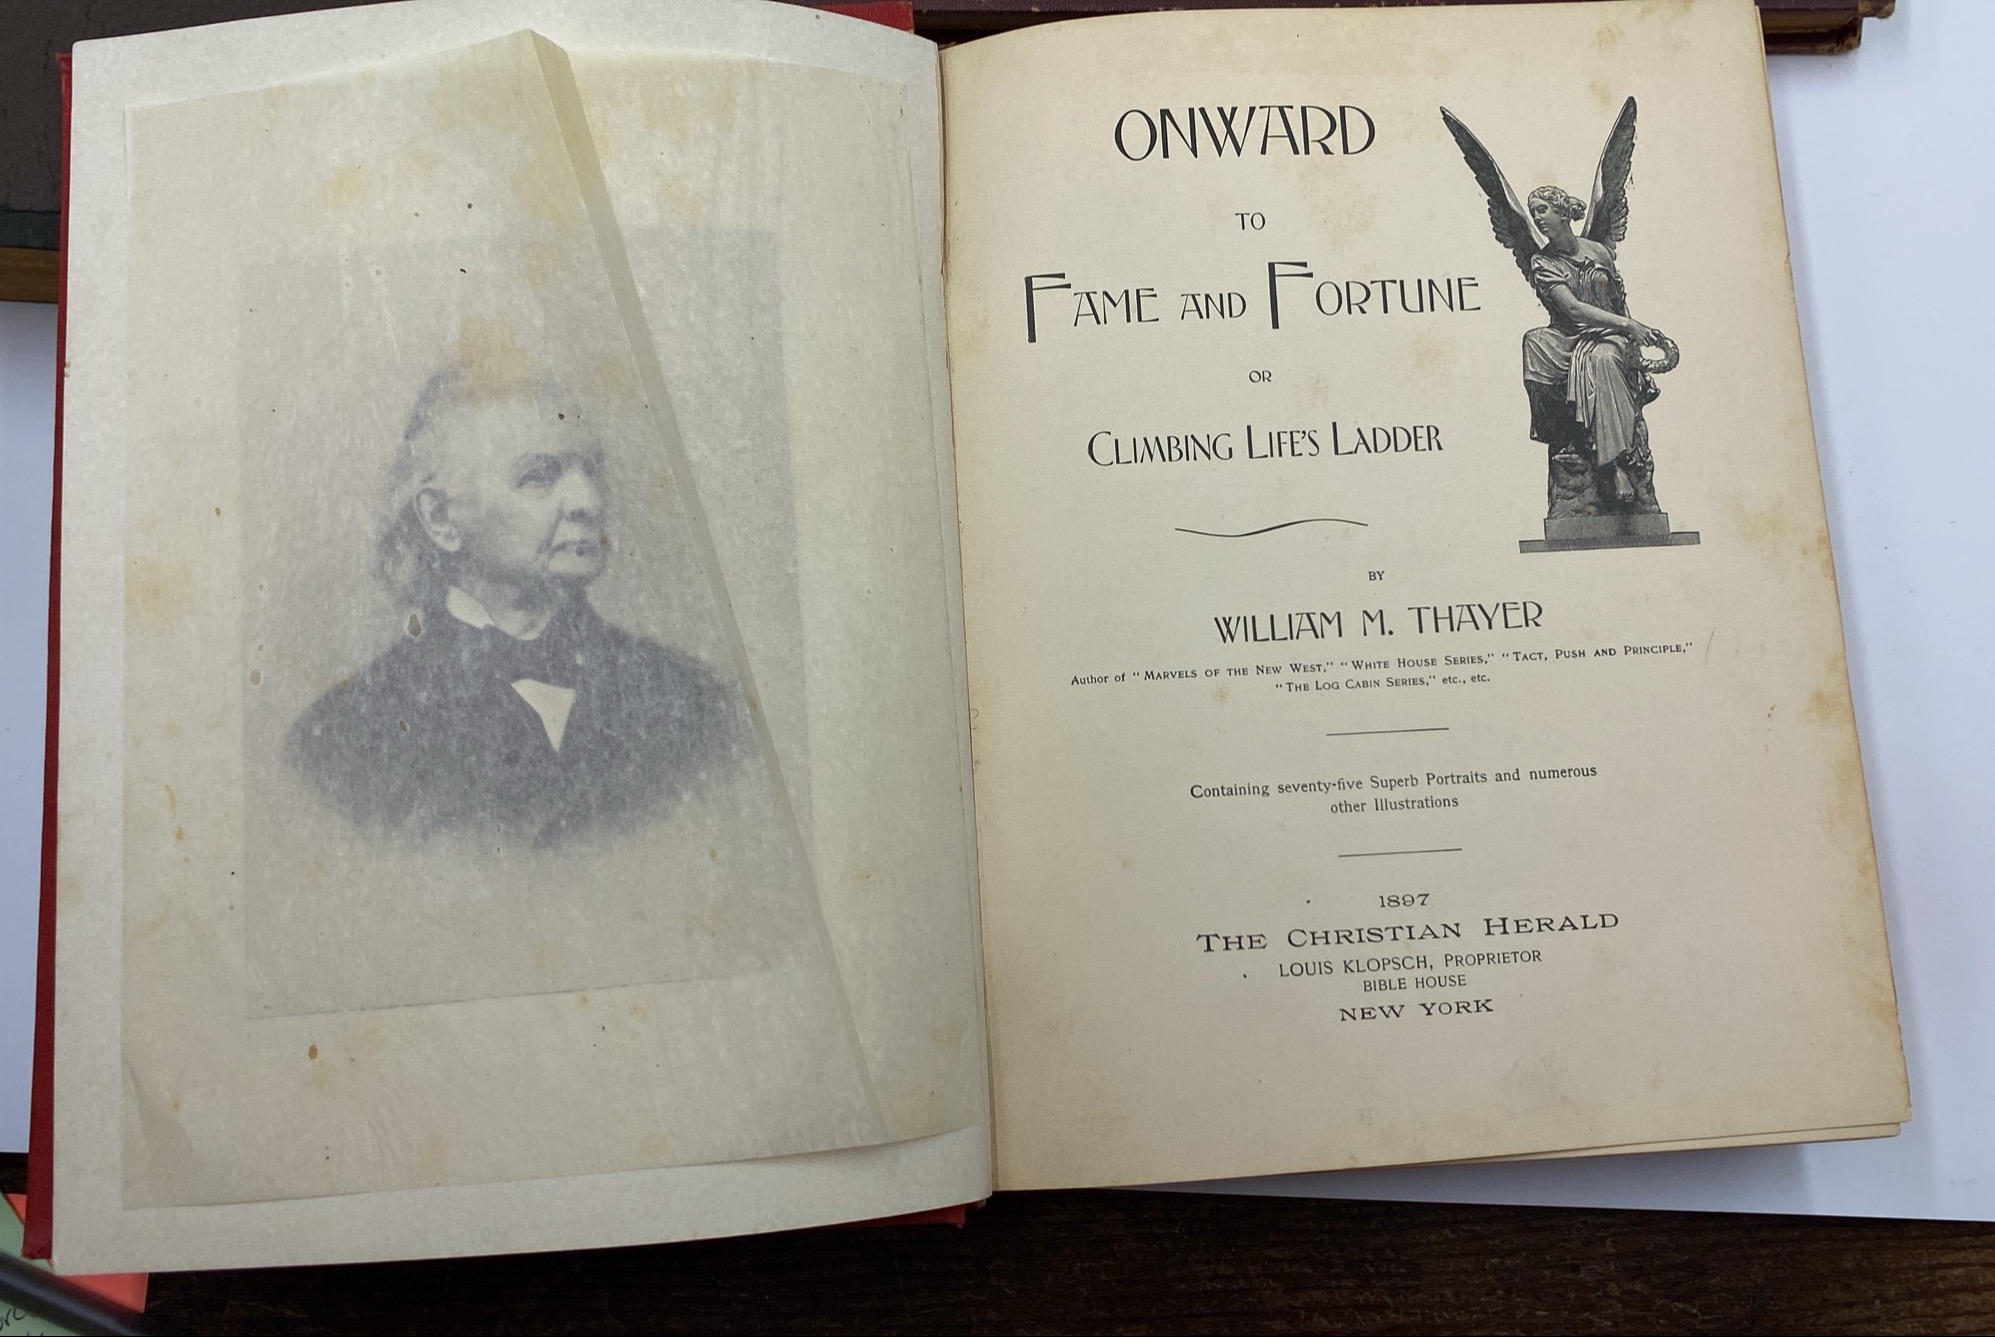 ONWARD
TO
FAME AND FORTUNE
OR
CLIMBING LIFE'S LADDER
BY
WILLIAM M. THAYER
Author of "MARVELS OF THE NEW WEST," "WHITE HOUSE SERIES," "TACT, PUSH AND PRINCIPLE,"
"THE LOG CABIN SERIES," etc., etc.
Containing seventy-five Superb Portraits and numerous
other Illustrations
1897
THE CHRISTIAN HERALD
LOUIS KLOPSCH, PROPRIETOR
BIBLE HOUSE
NEW YORK